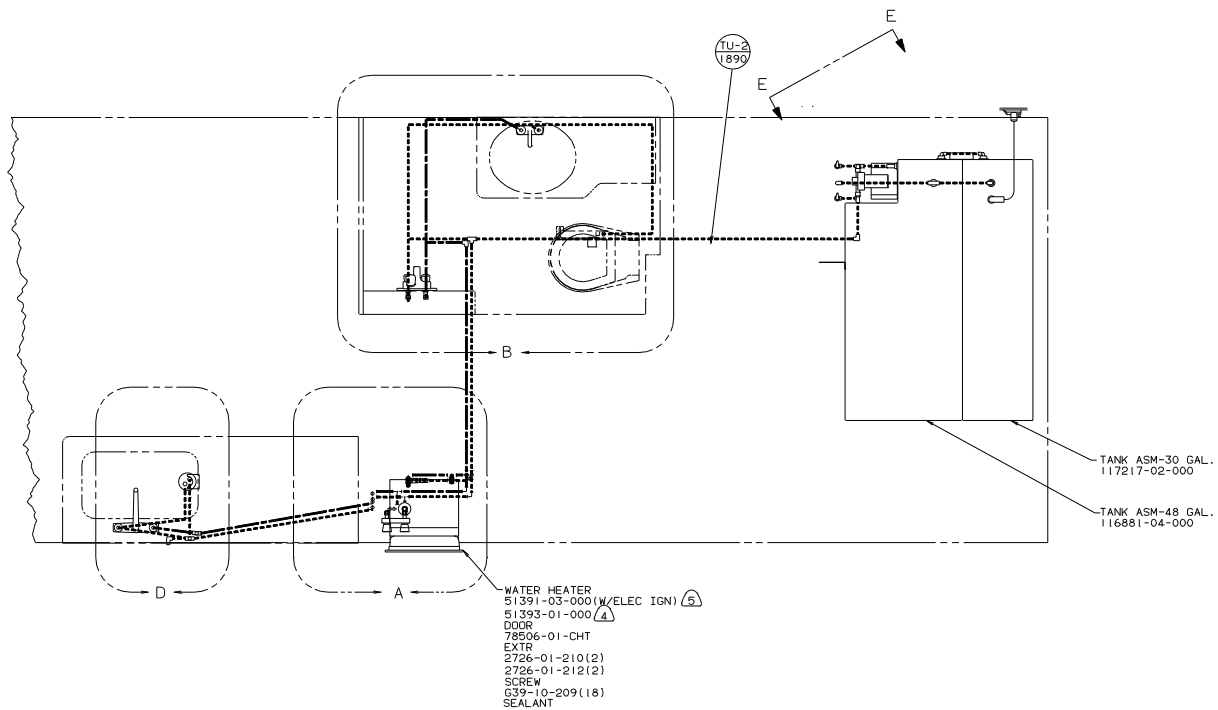 E
TU-2
1890
E
B
TANK ASM-30 GAL.
117217-02-000
TANK ASM-48 GAL.
116881-04-000
D
A
WATER HEATER
51391-03-000(W/ELEC IGN) 5
51393-01-000 4
DOOR
78506-01-CHT
EXTR
2726-01-210(2)
2726-01-212(2)
SCREW
G39-10-209(18)
SEALANT